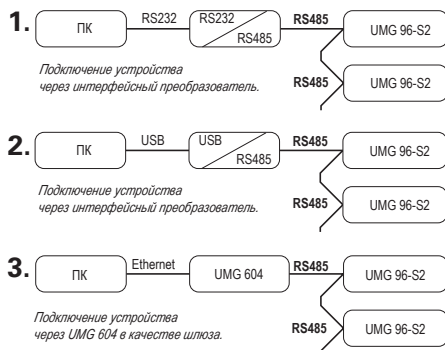 1.
ПК
RS232
RS232
RS485
RS485
UMG 96-S2
Подключение устройства
через интерфейсный преобразователь.
RS485
UMG 96-S2
2.
ПК
USB
USB
RS485
RS485
UMG 96-S2
Подключение устройства
через интерфейсный преобразователь.
RS485
UMG 96-S2
3.
ПК
Ethernet
UMG 604
RS485
UMG 96-S2
Подключение устройства
через UMG 604 в качестве шлюза.
RS485
UMG 96-S2